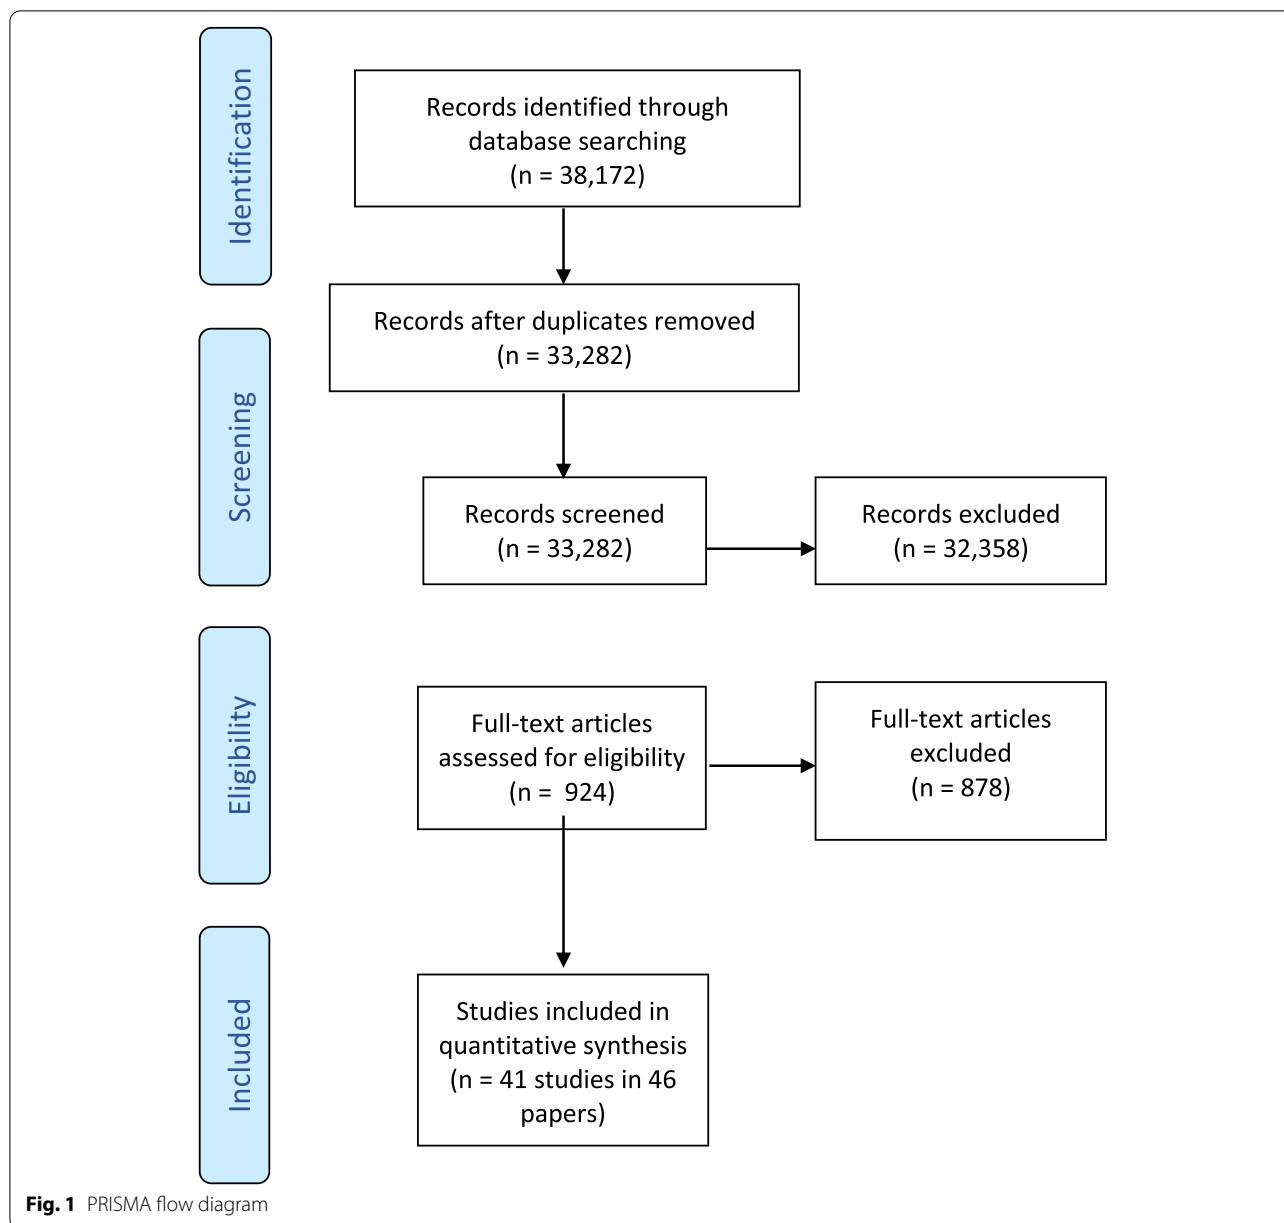 Identification
Records identified through
database searching
(n = 38,172)
Records after duplicates removed
(n = 33,282)
Screening
Records screened
(n = 33,282)
Records excluded
(n = 32,358)
Eligibility
Full-text articles
assessed for eligibility
(n =  924)
Full-text articles
excluded
(n = 878)
Included
Studies included in
quantitative synthesis
(n = 41 studies in 46
papers)
Fig. 1 PRISMA flow diagram